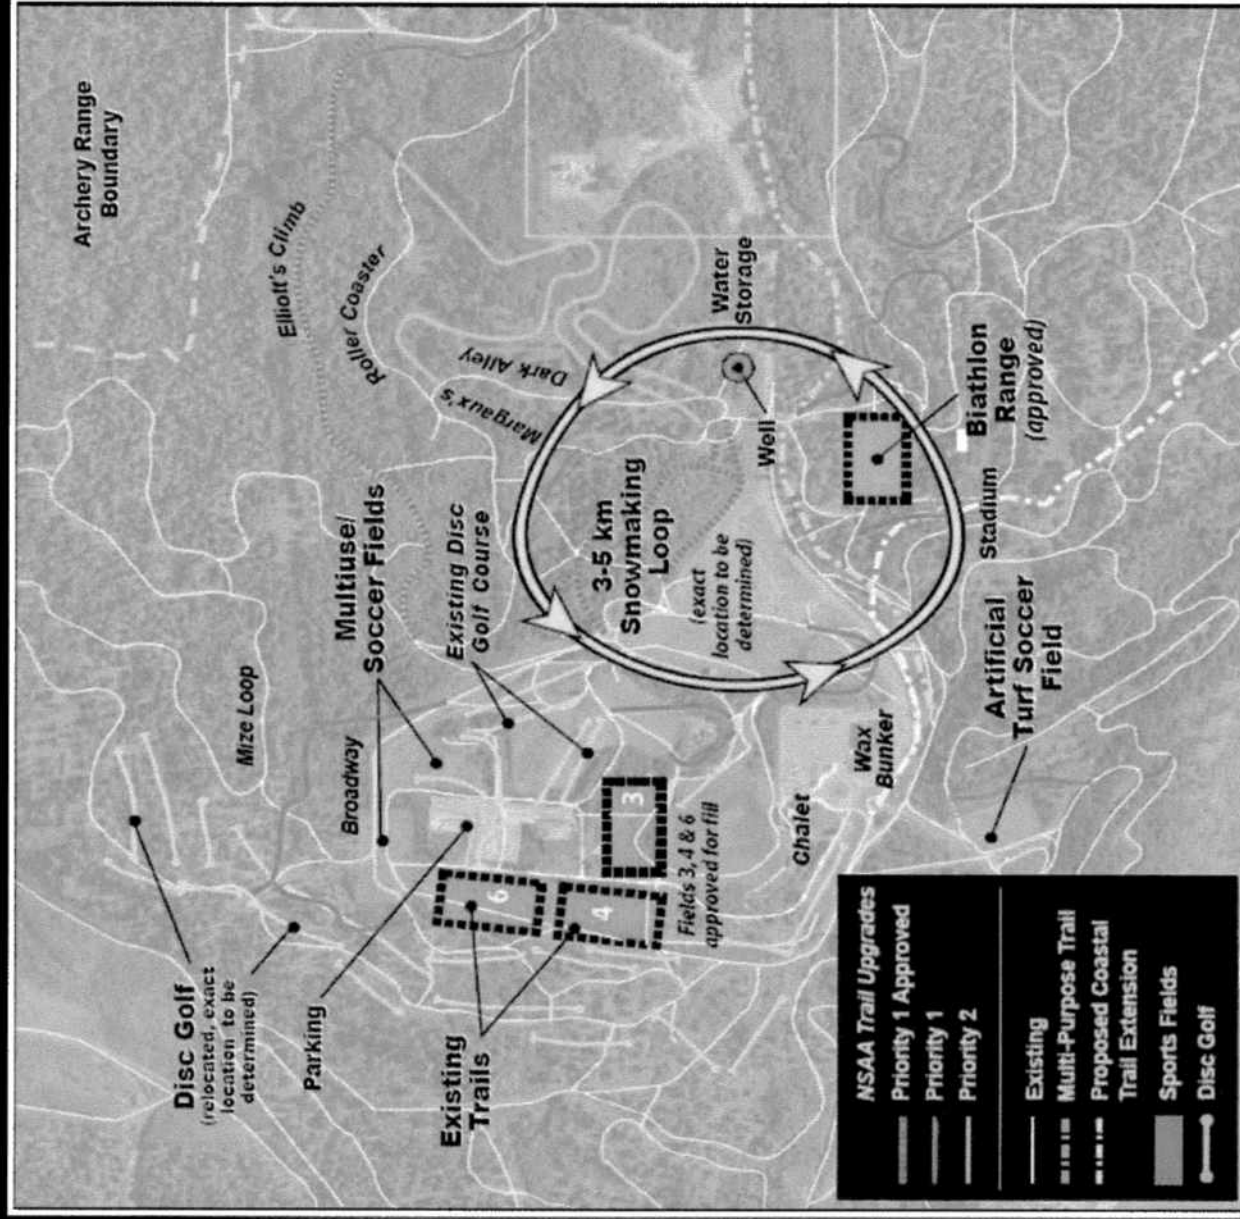 Archery Range
Boundary
Elliott's Climb
Roller Coaster
Dark Alley
Margaux's
Water
Storage
Well
Biathlon
Range
(approved)
Stadium
3-5 km
Snowmaking
Loop
(exact
location to be
determined)
Multiuse/
Soccer Fields
Existing Disc
Golf Course
Mize Loop
Broadway
Disc Golf
(relocated, exact
location to be
determined)
Parking
Existing
Trails
6
4
3
Fields 3, 4 & 6
approved for fill
Chalet
Wax
Bunker
Artificial
Turf Soccer
Field
NSAA Trail Upgrades
Priority 1 Approved
Priority 1
Priority 2
Existing
Multi-Purpose Trail
Proposed Coastal
Trail Extension
Sports Fields
Disc Golf